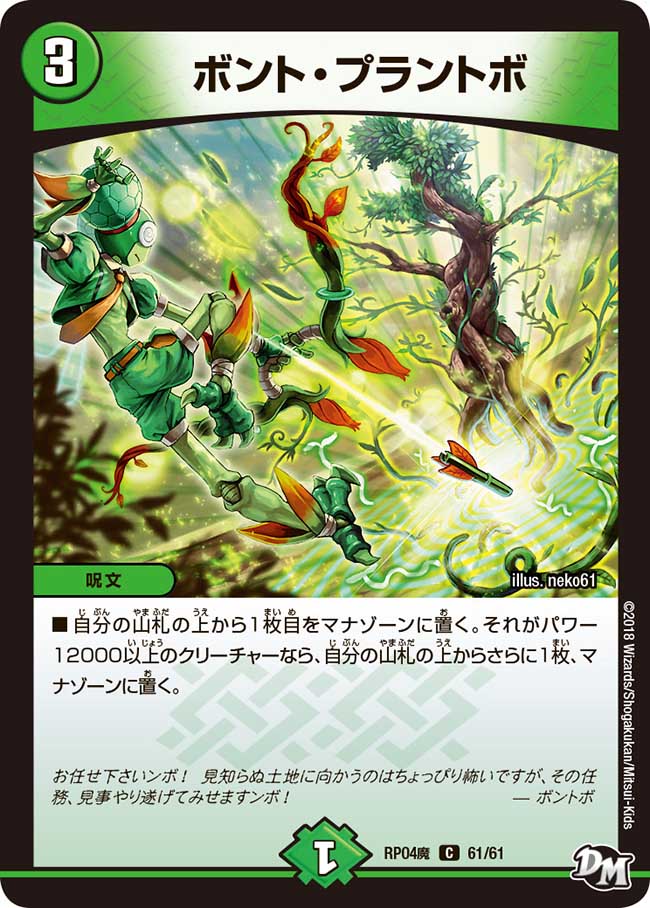 3
ボント・プラントボ
呪文
illus. neko61
■自分の山札の上から1枚目をマナゾーンに置く。それがパワー
12000以上のクリーチャーなら、自分の山札の上からさらに1枚、マ
ナゾーンに置く。
お任せ下さいンボ! 見知らぬ土地に向かうのはちょっぴり怖いですが、その任
務、見事やり遂げてみせますンボ!
— ボントボ
©2018 Wizards/Shogakukan/Mitsui-Kids
1
RP04魔 C 61/61
DM